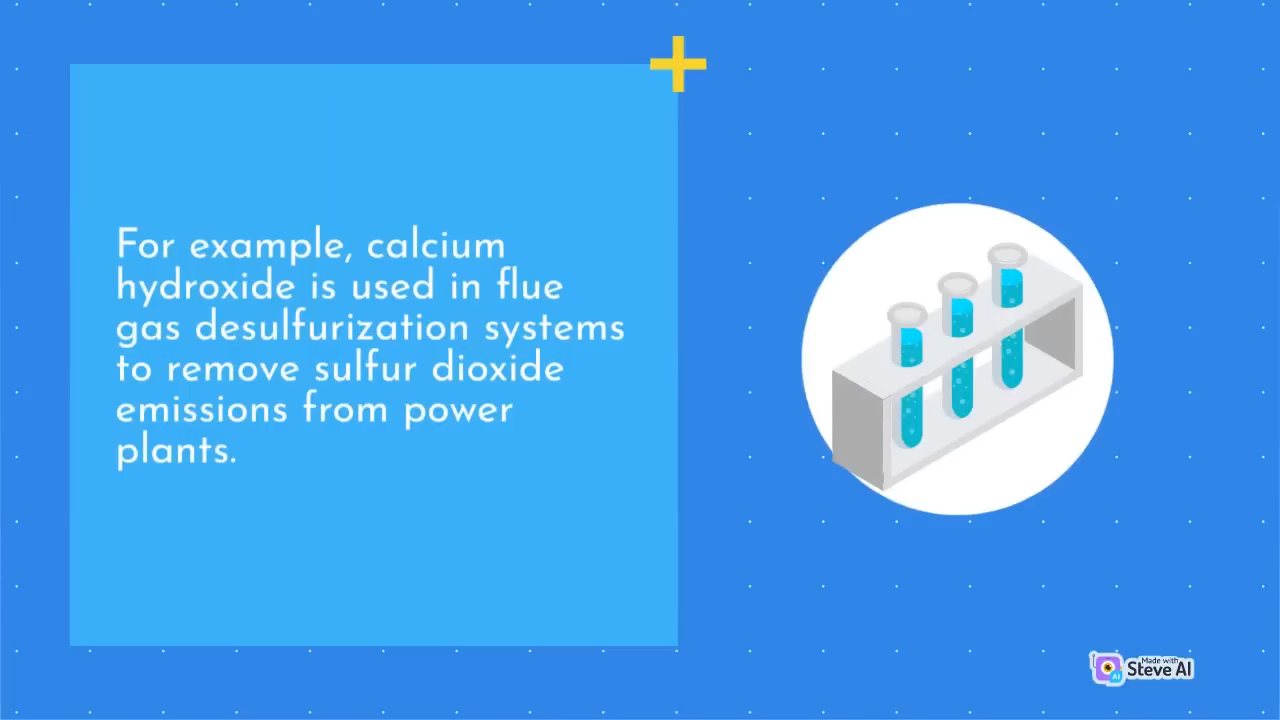 For example, calcium
hydroxide is used in flue
gas desulfurization systems
to remove sulfur dioxide
emissions from power
plants.
Made with
Steve AI
AI